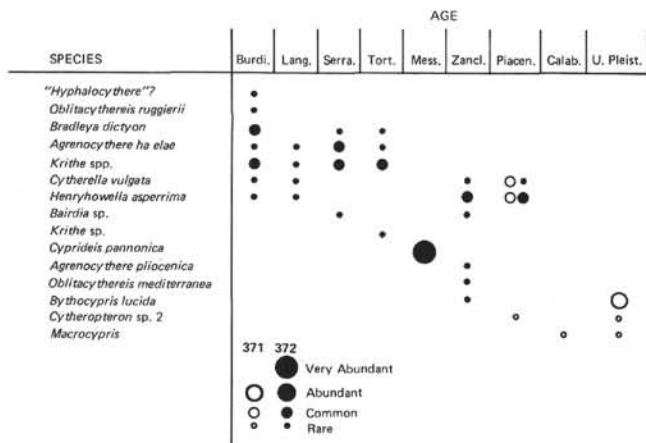 AGE
SPECIES Burdi. Lang. Serra. Tort. Mess. Zancl. Piacen. Calab. U. Pleist.
"Hyphalocythere"?
Oblitacythereis ruggierii
Bradleya dictyon
Agrenocythere ha elae
Krithe spp.
Cytherella vulgata
Henryhowella asperrima
Bairdia sp.
Krithe sp.
Cyprideis pannonica
Agrenocythere pliocenica
Oblitacythereis mediterranea
Bythocypris lucida
Cytheropteron sp. 2
Macrocypris
371 372
Very Abundant
Abundant
Common
Rare